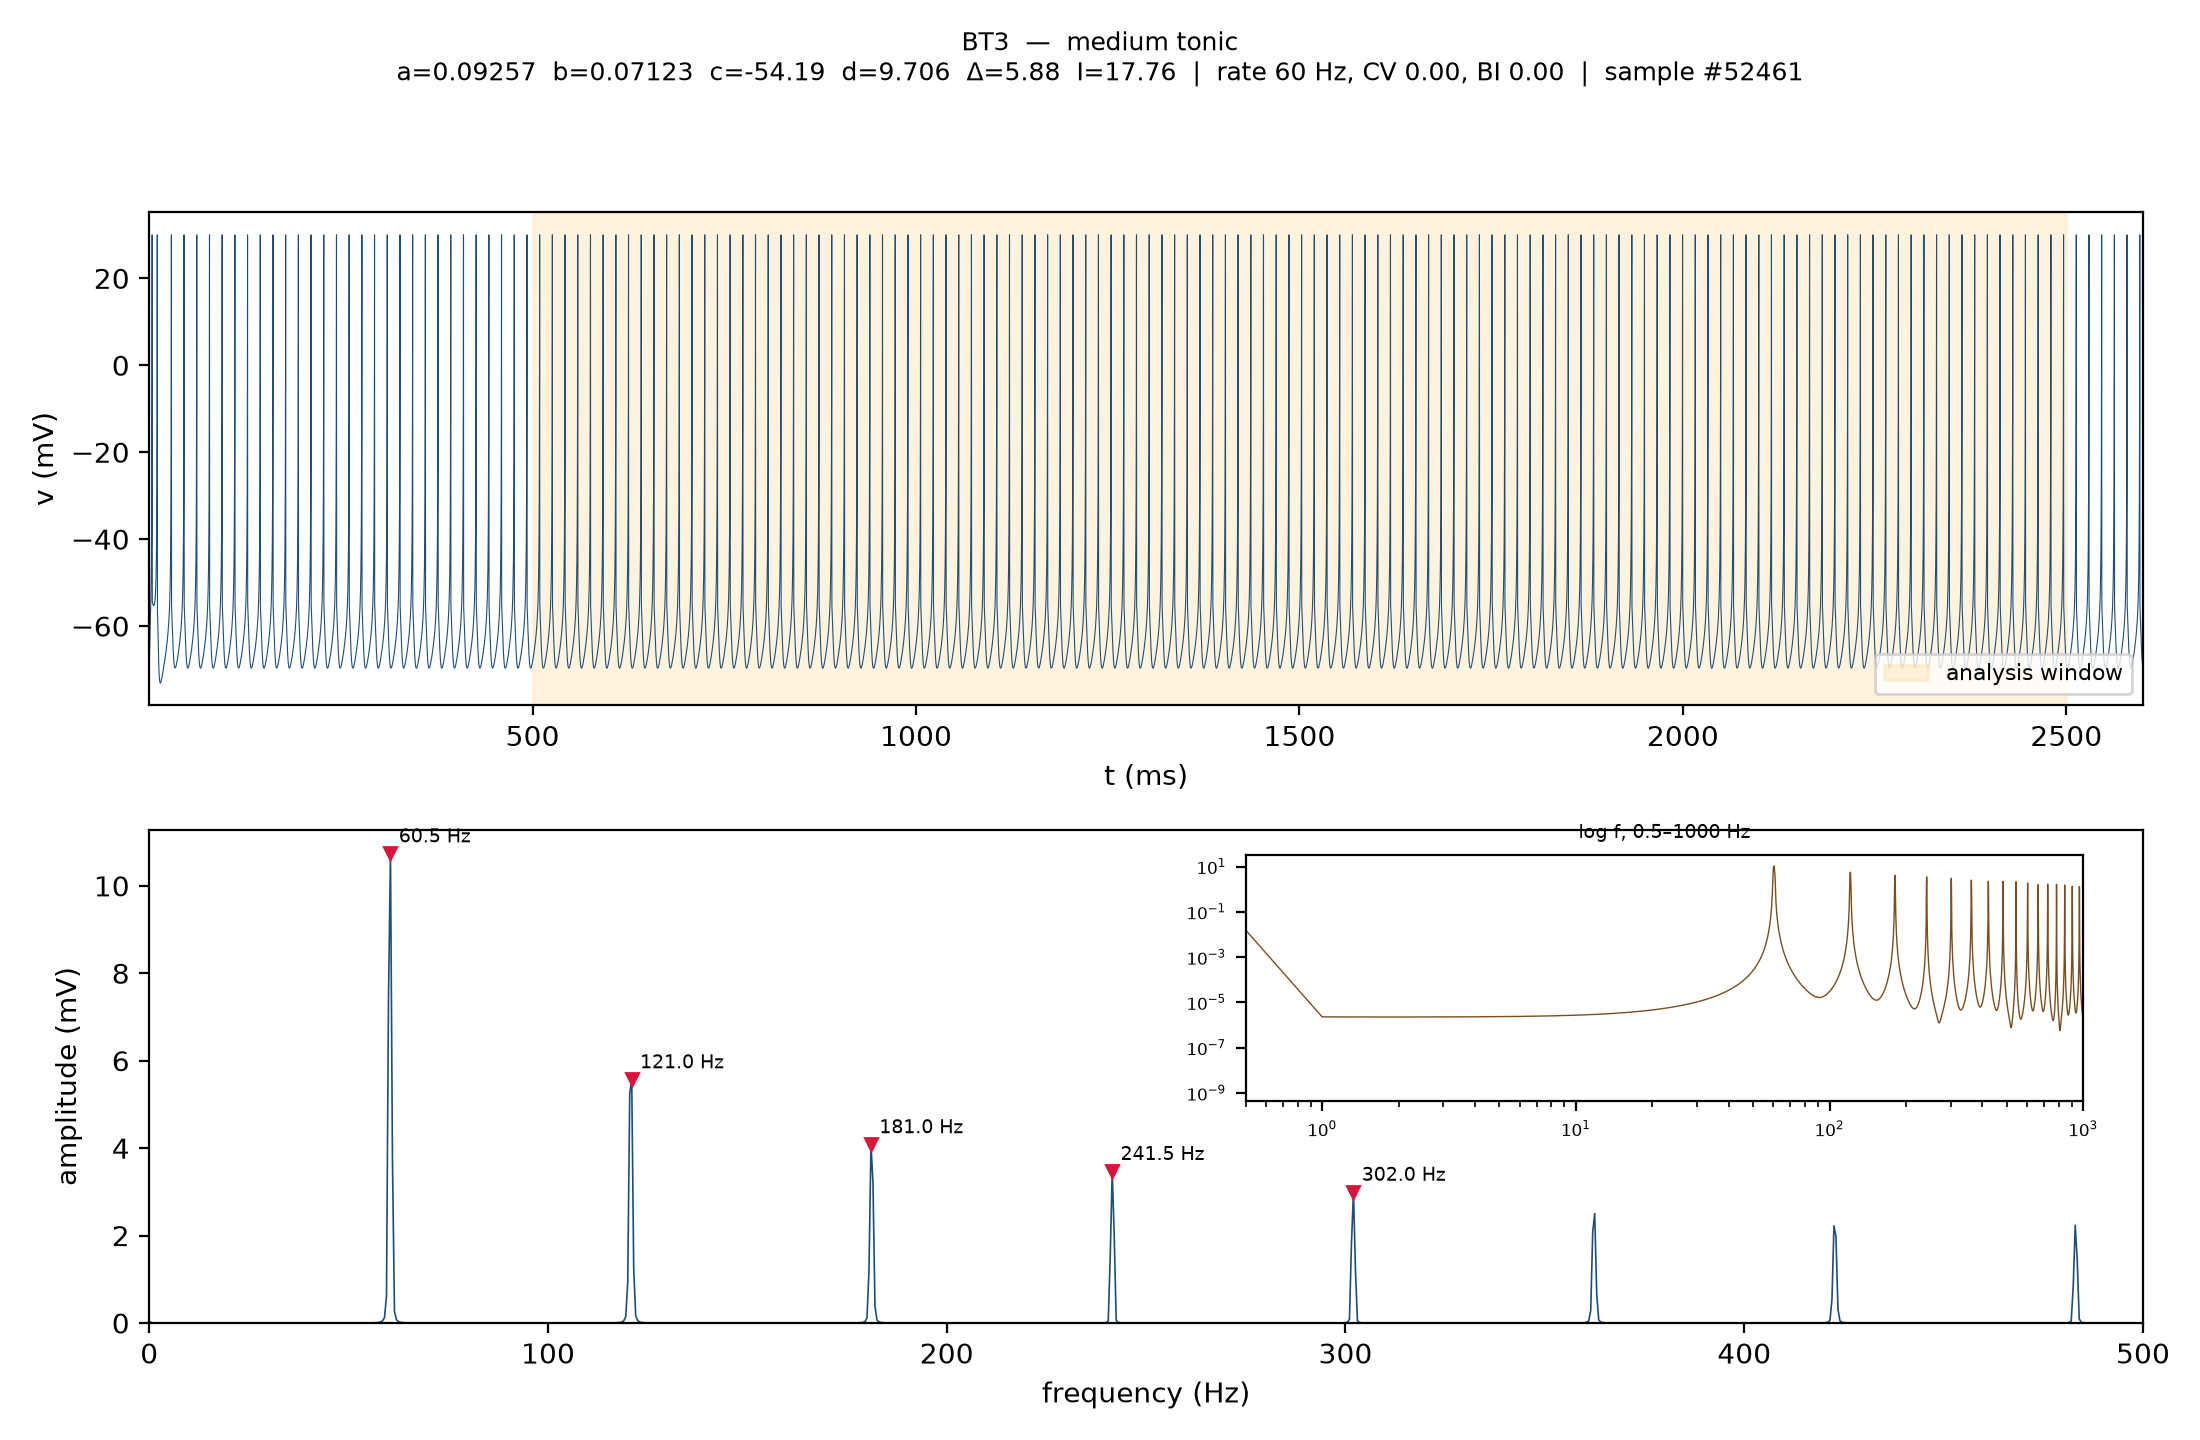 BT3 — medium tonic
a=0.09257 b=0.07123 c=-54.19 d=9.706 Δ=5.88 I=17.76 | rate 60 Hz, CV 0.00, BI 0.00 | sample #52461
20
0
−20
−40
−60
v (mV)
analysis window
500
1000
1500
2000
2500
t (ms)
60.5 Hz
121.0 Hz
181.0 Hz
241.5 Hz
302.0 Hz
log f, 0.5–1000 Hz
10¹
10⁻¹
10⁻³
10⁻⁵
10⁻⁷
10⁻⁹
10⁰
10¹
10²
10³
10
8
6
4
2
0
amplitude (mV)
0
100
200
300
400
500
frequency (Hz)